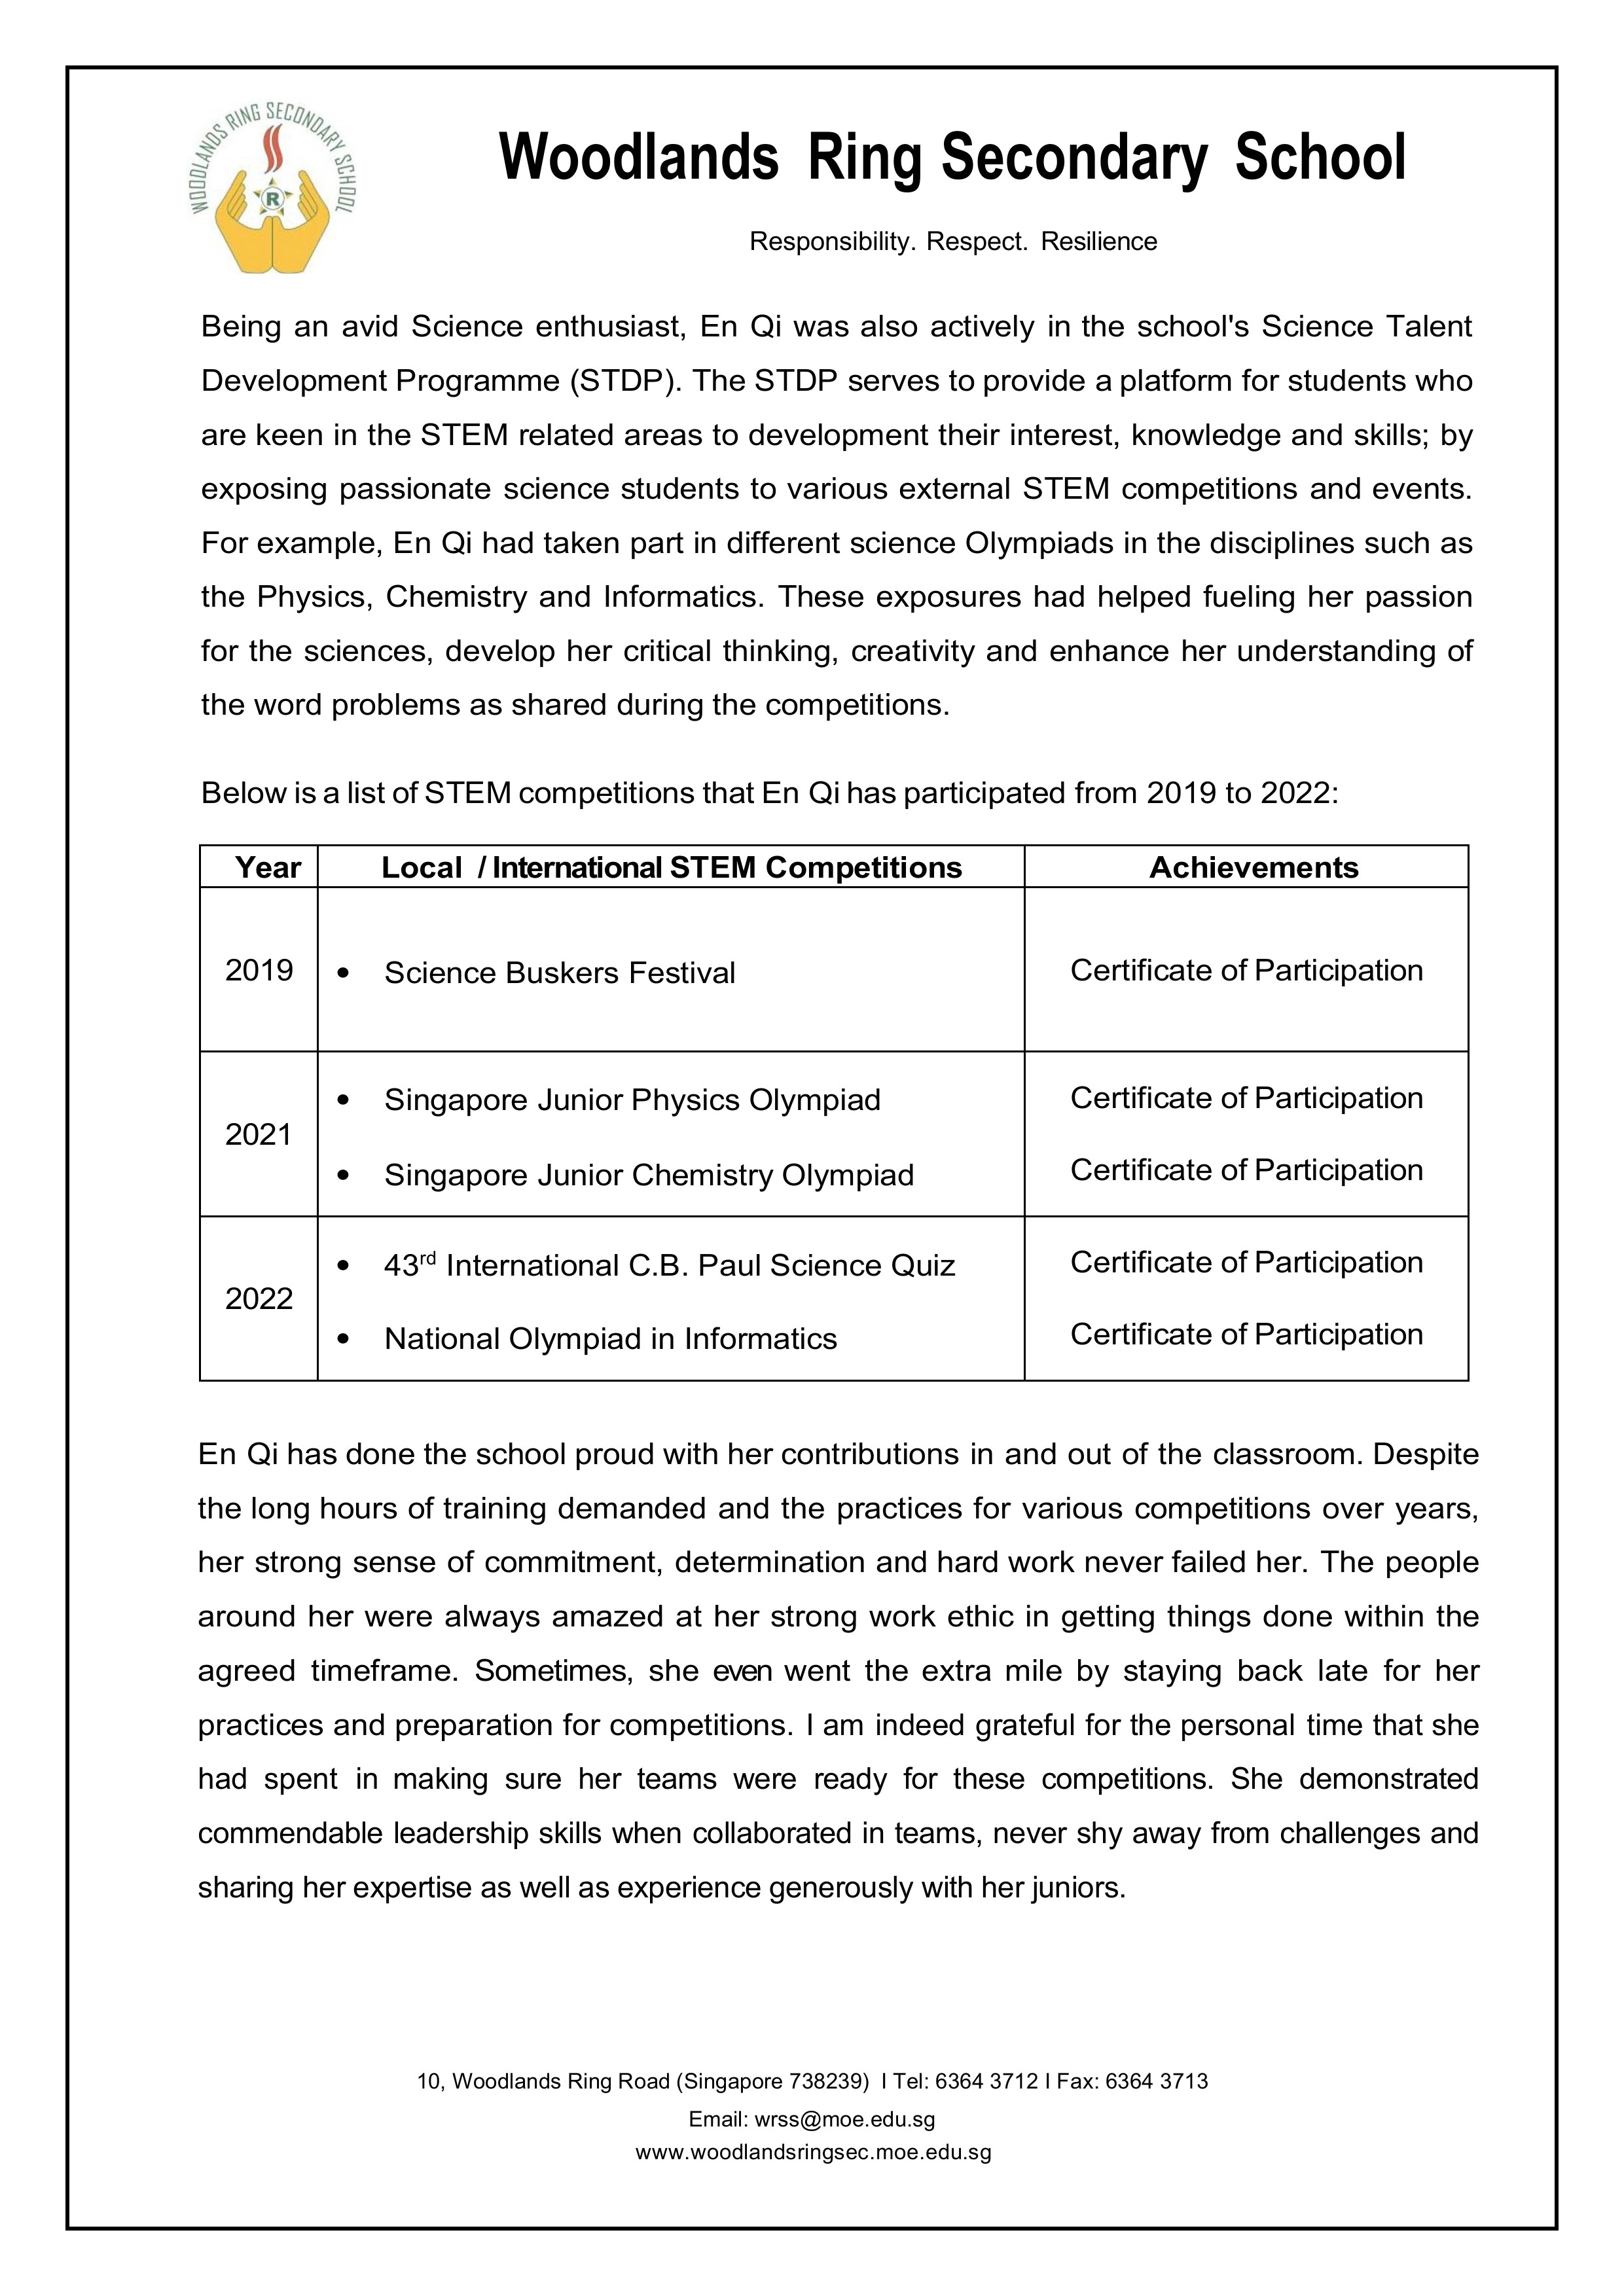 WOODLANDS RING SECONDARY SCHOOL
R
Woodlands Ring Secondary School
Responsibility. Respect. Resilience
Being an avid Science enthusiast, En Qi was also actively in the school's Science Talent
Development Programme (STDP). The STDP serves to provide a platform for students who
are keen in the STEM related areas to development their interest, knowledge and skills; by
exposing passionate science students to various external STEM competitions and events.
For example, En Qi had taken part in different science Olympiads in the disciplines such as
the Physics, Chemistry and Informatics. These exposures had helped fueling her passion
for the sciences, develop her critical thinking, creativity and enhance her understanding of
the word problems as shared during the competitions.
Below is a list of STEM competitions that En Qi has participated from 2019 to 2022:
Year Local / International STEM Competitions Achievements
2019 • Science Buskers Festival Certificate of Participation
2021
• Singapore Junior Physics Olympiad Certificate of Participation
• Singapore Junior Chemistry Olympiad Certificate of Participation
2022
• 43rd International C.B. Paul Science Quiz Certificate of Participation
• National Olympiad in Informatics Certificate of Participation
En Qi has done the school proud with her contributions in and out of the classroom. Despite
the long hours of training demanded and the practices for various competitions over years,
her strong sense of commitment, determination and hard work never failed her. The people
around her were always amazed at her strong work ethic in getting things done within the
agreed timeframe. Sometimes, she even went the extra mile by staying back late for her
practices and preparation for competitions. I am indeed grateful for the personal time that she
had spent in making sure her teams were ready for these competitions. She demonstrated
commendable leadership skills when collaborated in teams, never shy away from challenges and
sharing her expertise as well as experience generously with her juniors.
10, Woodlands Ring Road (Singapore 738239) I Tel: 6364 3712 I Fax: 6364 3713
Email: wrss@moe.edu.sg
www.woodlandsringsec.moe.edu.sg